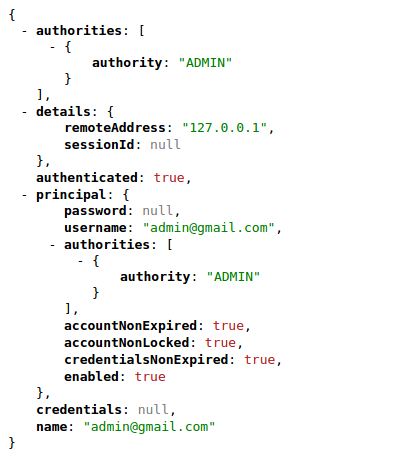 {
- authorities: [
- {
authority: "ADMIN"
}
],
- details: {
remoteAddress: "127.0.0.1",
sessionId: null
},
authenticated: true,
- principal: {
password: null,
username: "admin@gmail.com",
- authorities: [
- {
authority: "ADMIN"
}
],
accountNonExpired: true,
accountNonLocked: true,
credentialsNonExpired: true,
enabled: true
},
credentials: null,
name: "admin@gmail.com"
}